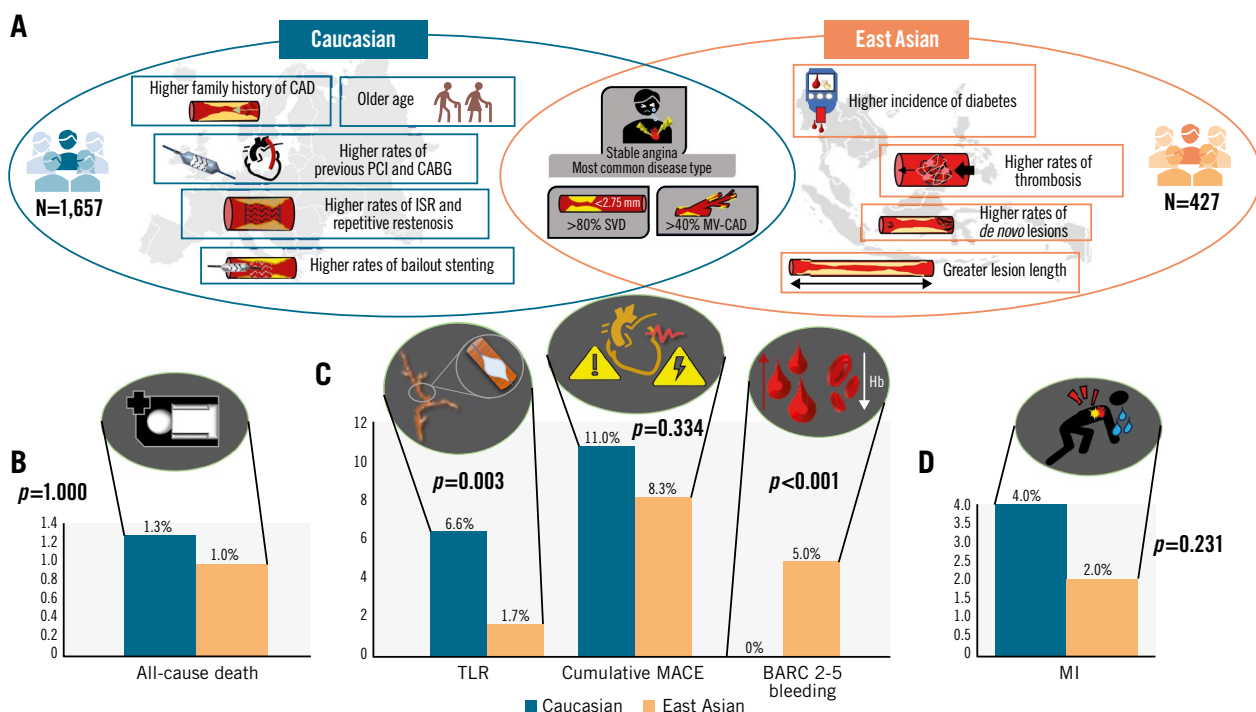 A
Caucasian
East Asian
Higher family history of CAD
Older age
Higher rates of
previous PCI and CABG
Higher rates of ISR and
repetitive restenosis
Higher rates of bailout stenting
N=1,657
Stable angina
Most common disease type
<2.75 mm
>80% SVD
>40% MV-CAD
Higher incidence of diabetes
Higher rates of
thrombosis
Higher rates of
de novo lesions
Greater lesion length
N=427
B
p=1.000
1.4
1.2
1.0
0.8
0.6
0.4
0.2
0
1.3%
1.0%
All-cause death
C
Hb
12
10
8
6
4
2
0
p=0.003
6.6%
1.7%
TLR
p=0.334
11.0%
8.3%
Cumulative MACE
p<0.001
0%
5.0%
BARC 2-5
bleeding
D
4.0
3.5
3.0
2.5
2.0
1.5
1.0
0.5
0
4.0%
2.0%
p=0.231
MI
Caucasian
East Asian